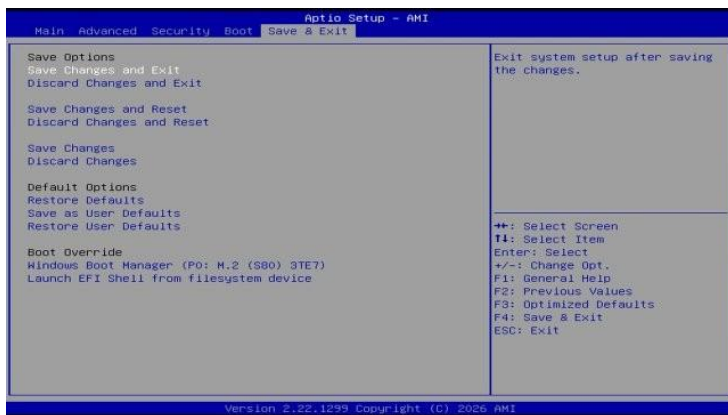 Aptio Setup - AMI
Main Advanced Security Boot Save & Exit
Save Options
Save Changes and Exit
Discard Changes and Exit
Save Changes and Reset
Discard Changes and Reset
Save Changes
Discard Changes
Default Options
Restore Defaults
Save as User Defaults
Restore User Defaults
Boot Override
Windows Boot Manager (P0: M.2 (S80) 3TE7)
Launch EFI Shell from filesystem device
Exit system setup after saving
the changes.
→←: Select Screen
↑↓: Select Item
Enter: Select
+/-: Change Opt.
F1: General Help
F2: Previous Values
F3: Optimized Defaults
F4: Save & Exit
ESC: Exit
Version 2.22.1299 Copyright (C) 2026 AMI